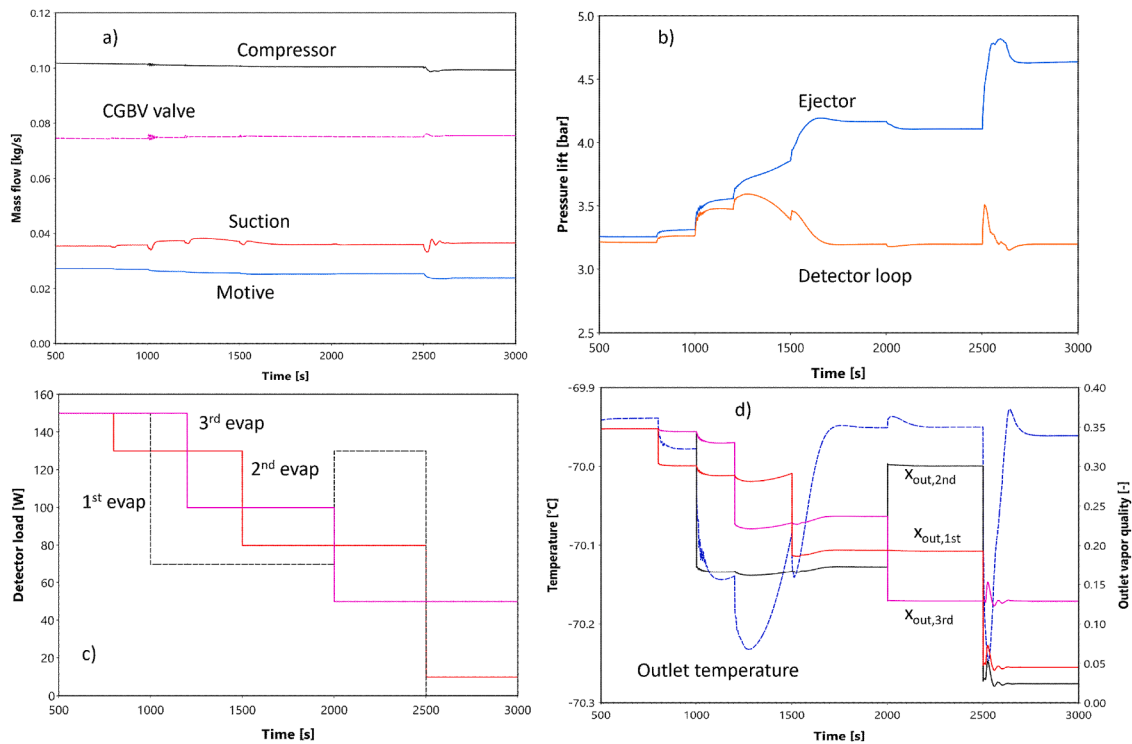 a)
Compressor
CGBV valve
Suction
Motive
Mass flow [kg/s]
0.12
0.10
0.08
0.06
0.04
0.02
0.00
500 1000 1500 2000 2500 3000
Time [s]
b)
Ejector
Detector loop
Pressure lift [bar]
5.0
4.5
4.0
3.5
3.0
2.5
500 1000 1500 2000 2500 3000
Time [s]
c)
3rd evap
2nd evap
1st evap
Detector load [W]
160
140
120
100
80
60
40
20
0
500 1000 1500 2000 2500 3000
Time [s]
d)
xout,2nd
xout,1st
xout,3rd
Outlet temperature
Temperature [°C]
-69.9
-70.0
-70.1
-70.2
-70.3
Outlet vapor quality [-]
0.40
0.35
0.30
0.25
0.20
0.15
0.10
0.05
0.00
500 1000 1500 2000 2500 3000
Time [s]